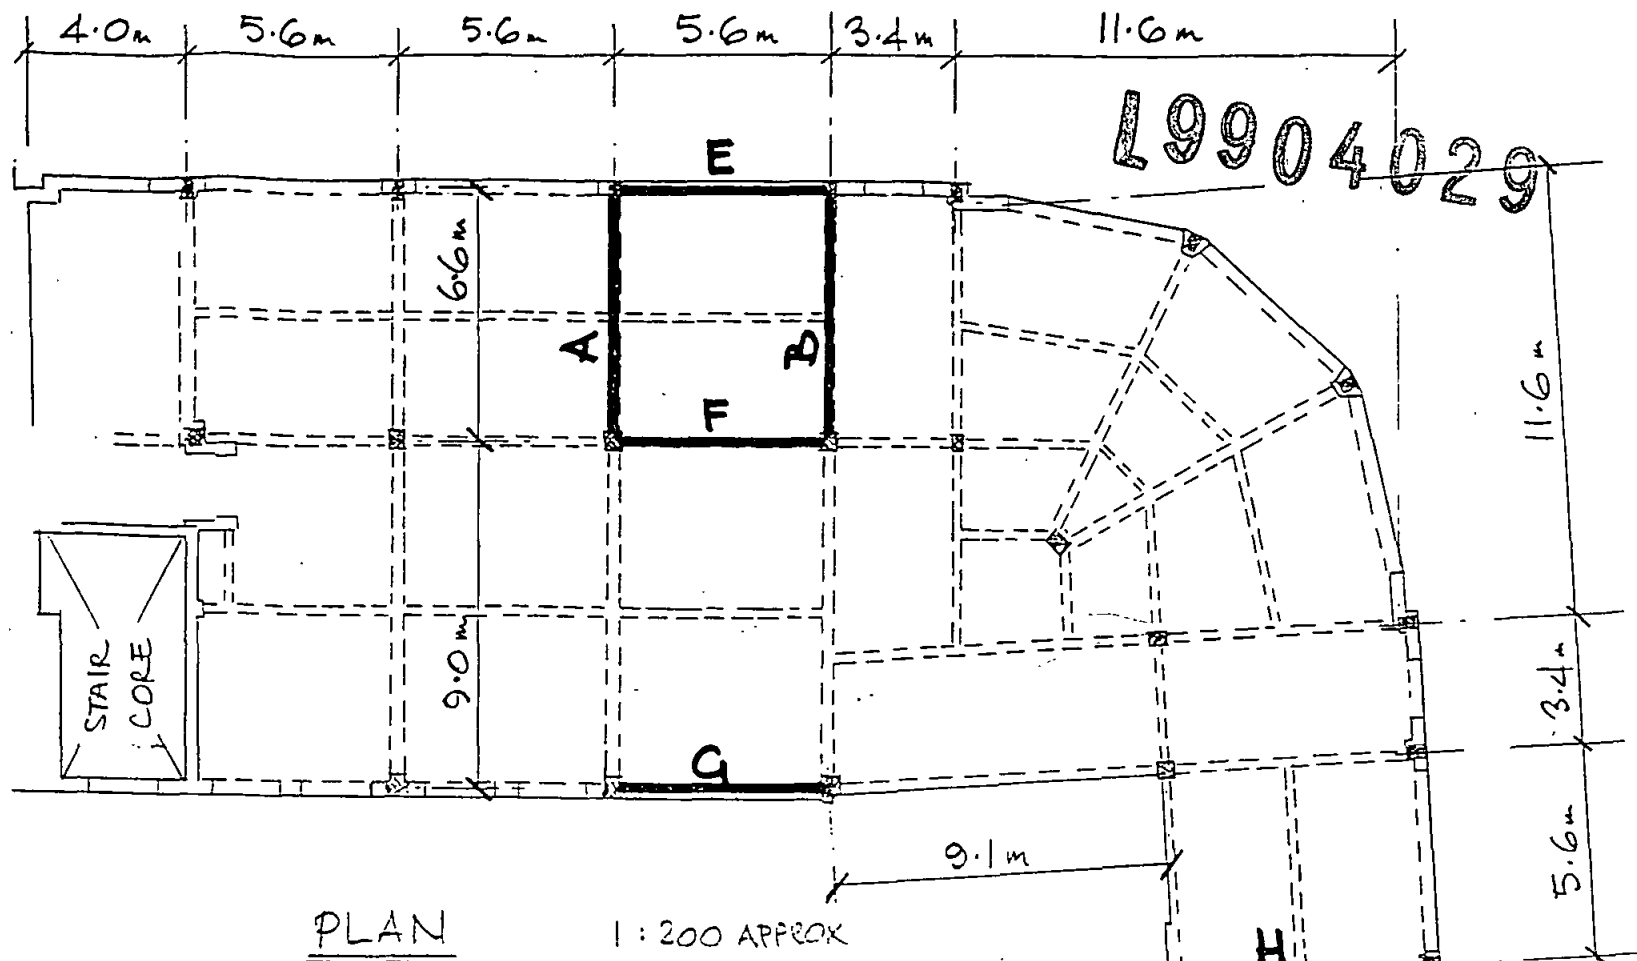 4.0m 5.6m 5.6m 5.6m 3.4m 11.6m
L9904029
E
6.6m
A
B
F
11.6m
STAIR
CORE
9.0m
G
3.4m
9.1m
5.6m
PLAN 1:200 APPROX
H